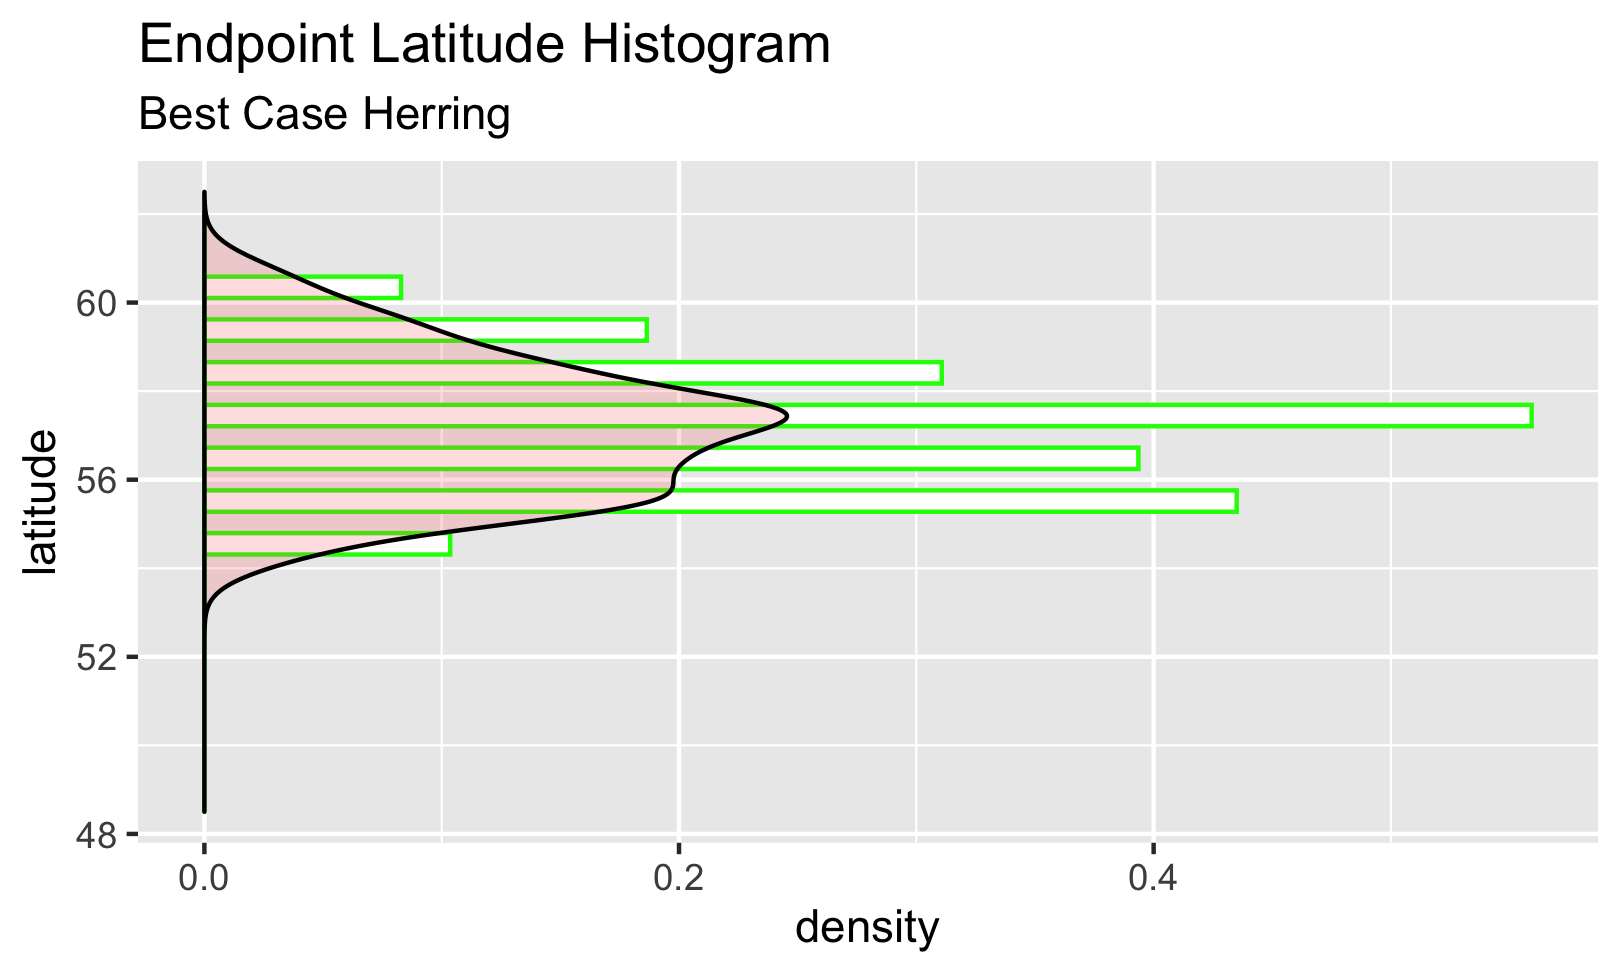 Endpoint Latitude Histogram
Best Case Herring
latitude
60
56
52
48
0.0 0.2 0.4
density